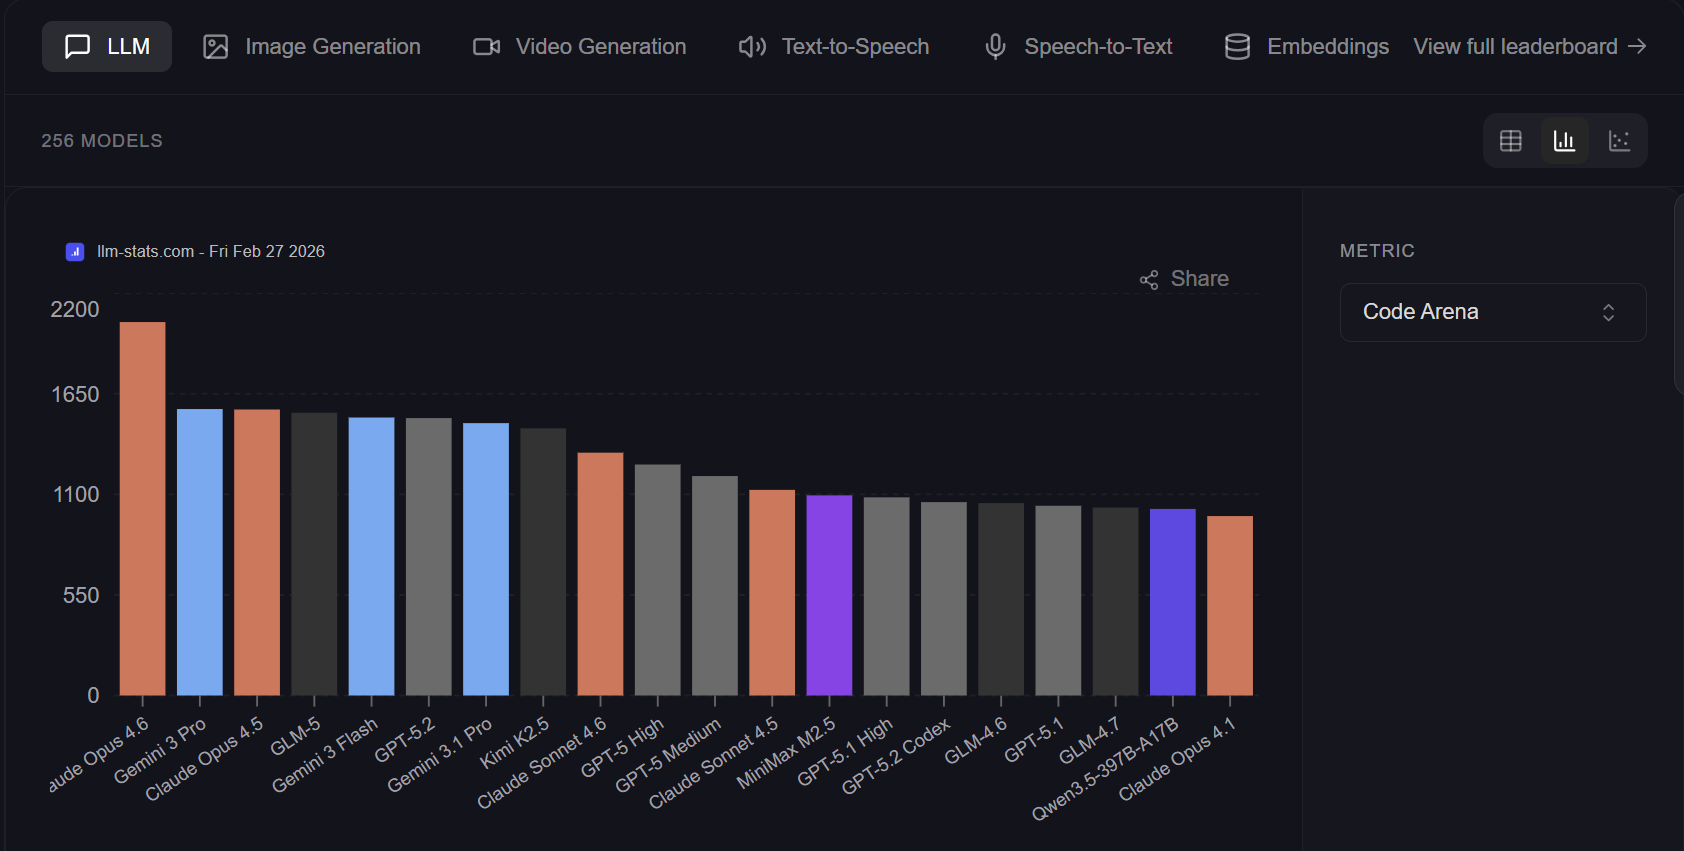 LLM
Image Generation
Video Generation
Text-to-Speech
Speech-to-Text
Embeddings
View full leaderboard →
256 MODELS
llm-stats.com - Fri Feb 27 2026
Share
METRIC
Code Arena
2200
1650
1100
550
0
aude Opus 4.6
Gemini 3 Pro
Claude Opus 4.5
GLM-5
Gemini 3 Flash
GPT-5.2
Gemini 3.1 Pro
Kimi K2.5
Claude Sonnet 4.6
GPT-5 High
GPT-5 Medium
Claude Sonnet 4.5
MiniMax M2.5
GPT-5.1 High
GPT-5.2 Codex
GLM-4.6
GPT-5.1
GLM-4.7
Qwen3.5-397B-A17B
Claude Opus 4.1